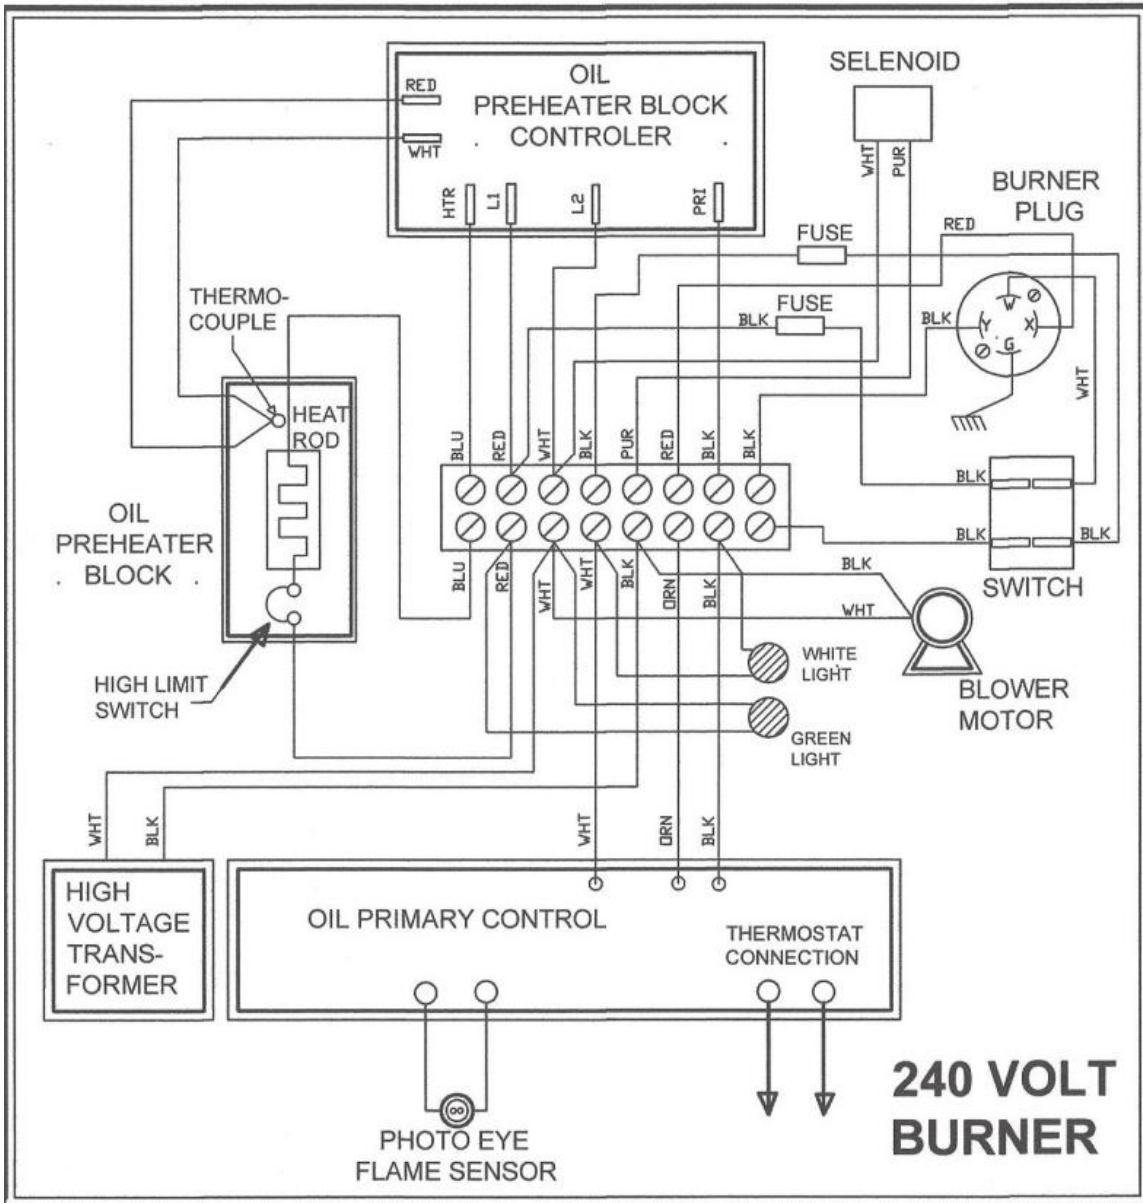 OIL
PREHEATER BLOCK
CONTROLER
RED
WHT
HTR
L1
L2
PRI
SELENOID
WHT
PUR
BURNER
PLUG
RED
FUSE
FUSE
BLK
BLK
W
Y
X
G
WHT
THERMO-
COUPLE
HEAT
ROD
OIL
PREHEATER
BLOCK
HIGH LIMIT
SWITCH
BLU
RED
WHT
BLK
PUR
RED
BLK
BLK
BLK
BLK
BLK
SWITCH
BLU
RED
WHT
WHT
BLK
ORN
BLK
BLK
WHT
WHITE
LIGHT
GREEN
LIGHT
BLOWER
MOTOR
WHT
BLK
WHT
ORN
BLK
HIGH
VOLTAGE
TRANS-
FORMER
OIL PRIMARY CONTROL
THERMOSTAT
CONNECTION
PHOTO EYE
FLAME SENSOR
240 VOLT
BURNER